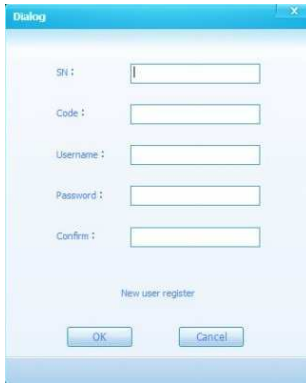 Dialog
SN：
Code：
Username：
Password：
Confirm：
New user register
OK
Cancel